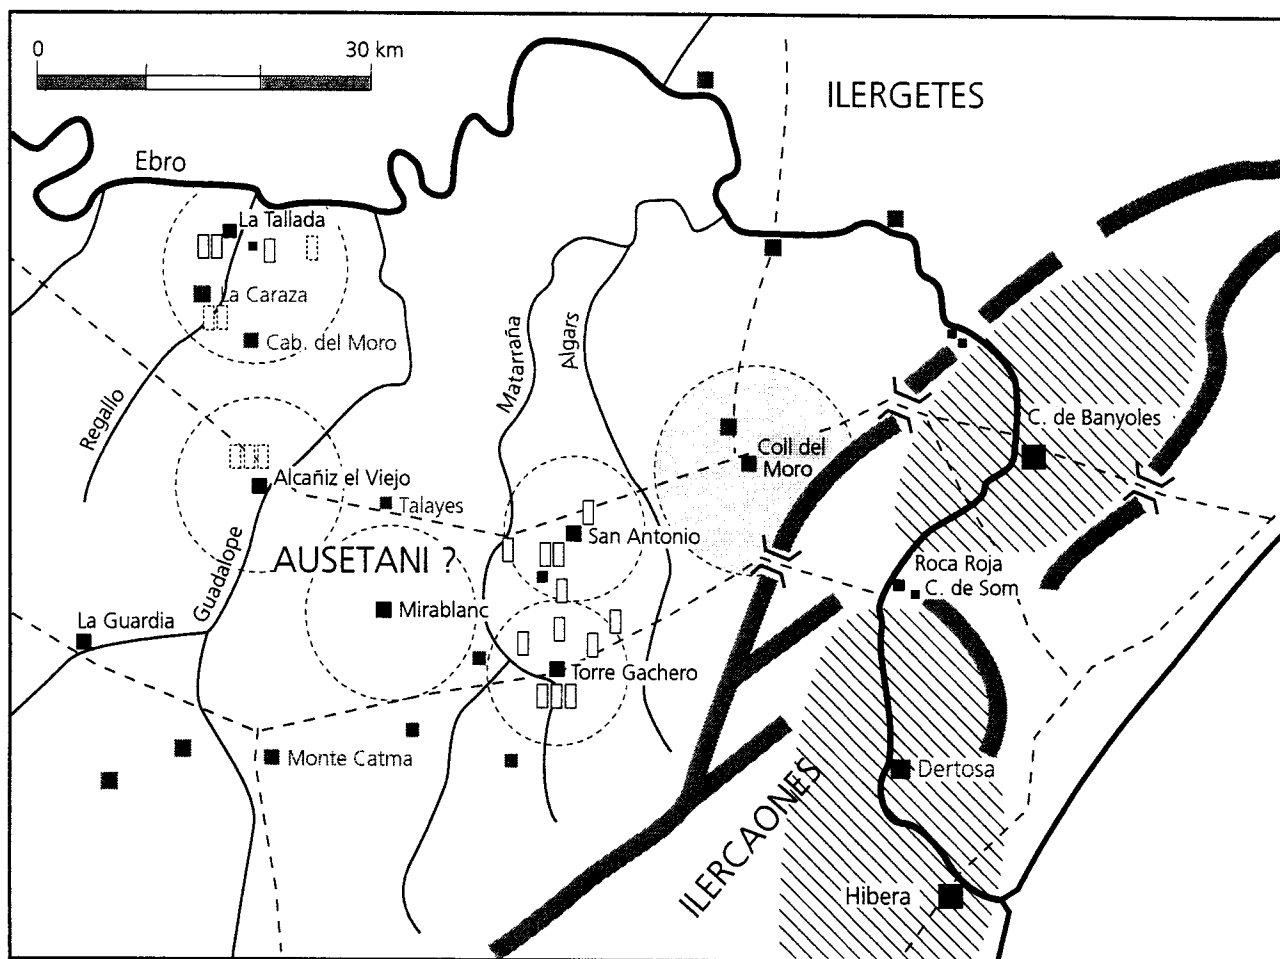 0 30 km
ILERGETES
Ebro
La Tallada
La Caraza
Cab. del Moro
Matarraña
Algars
Regallo
C. de Banyoles
Coll del
Moro
Alcañiz el Viejo
Talayes
San Antonio
AUSETANI ?
Guadalope
Roca Roja
C. de Som
Mirablanc
La Guardia
Torre Gachero
Monte Catma
Dertosa
ILERCAONES
Hibera